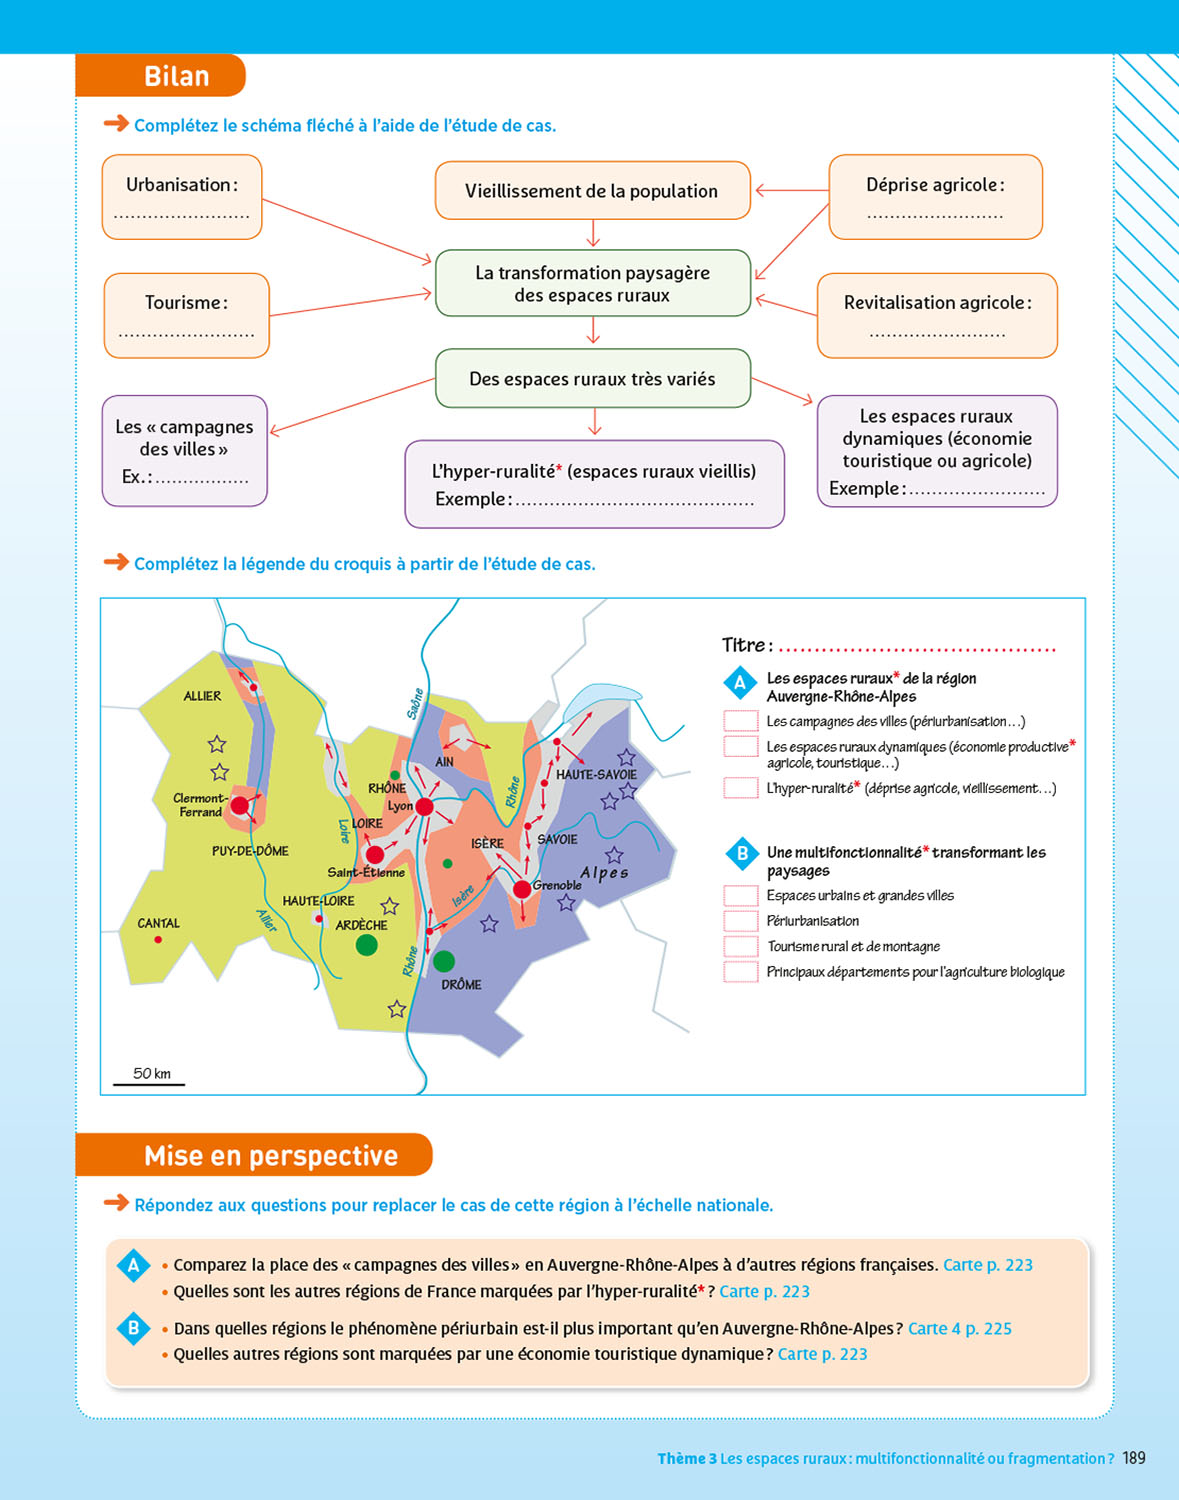 Bilan
➔ Complétez le schéma fléché à l'aide de l'étude de cas.
Urbanisation :
........................
Vieillissement de la population
Déprise agricole :
........................
La transformation paysagère
des espaces ruraux
Tourisme :
........................
Revitalisation agricole :
........................
Des espaces ruraux très variés
Les « campagnes
des villes »
Ex. : .................
L'hyper-ruralité* (espaces ruraux vieillis)
Exemple : .........................................
Les espaces ruraux
dynamiques (économie
touristique ou agricole)
Exemple : ........................
➔ Complétez la légende du croquis à partir de l'étude de cas.
ALLIER
Saône
AIN
RHÔNE
Lyon
Rhône
HAUTE-SAVOIE
Clermont-
Ferrand
LOIRE
Loire
ISÈRE
SAVOIE
PUY-DE-DÔME
Saint-Étienne
Alpes
Grenoble
Isère
HAUTE-LOIRE
CANTAL
Allier
ARDÈCHE
Rhône
DRÔME
50 km
Titre : .......................................
A Les espaces ruraux* de la région
Auvergne-Rhône-Alpes
Les campagnes des villes (périurbanisation...)
Les espaces ruraux dynamiques (économie productive*
agricole, touristique...)
L'hyper-ruralité* (déprise agricole, vieillissement...)
B Une multifonctionnalité* transformant les
paysages
Espaces urbains et grandes villes
Périurbanisation
Tourisme rural et de montagne
Principaux départements pour l'agriculture biologique
Mise en perspective
➔ Répondez aux questions pour replacer le cas de cette région à l'échelle nationale.
A • Comparez la place des « campagnes des villes » en Auvergne-Rhône-Alpes à d'autres régions françaises. Carte p. 223
• Quelles sont les autres régions de France marquées par l'hyper-ruralité* ? Carte p. 223
B • Dans quelles régions le phénomène périurbain est-il plus important qu'en Auvergne-Rhône-Alpes ? Carte 4 p. 225
• Quelles autres régions sont marquées par une économie touristique dynamique ? Carte p. 223
Thème 3 Les espaces ruraux : multifonctionnalité ou fragmentation ? 189